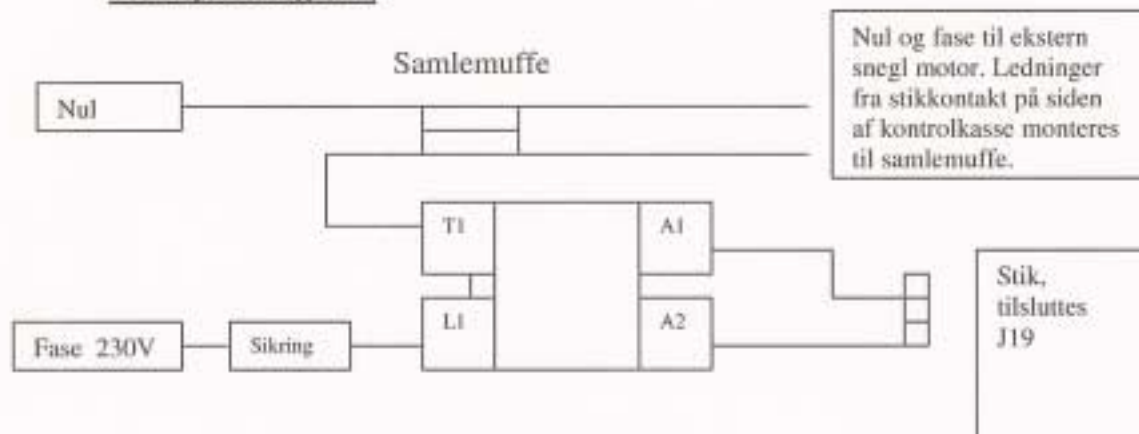 Samlemuffe
Nul og fase til ekstern
snegl motor. Ledninger
fra stikkontakt på siden
af kontrolkasse monteres
til samlemuffe.
Nul
T1
A1
L1
A2
Fase 230V
Sikring
Stik,
tilsluttes
J19